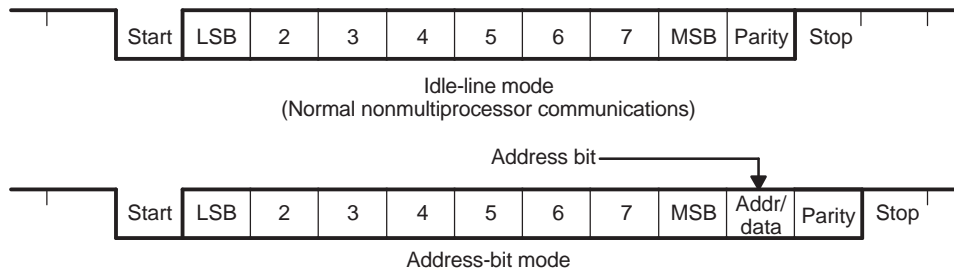 Start LSB 2 3 4 5 6 7 MSB Parity Stop
Idle-line mode
(Normal nonmultiprocessor communications)
Address bit
Start LSB 2 3 4 5 6 7 MSB Addr/ data Parity Stop
Address-bit mode